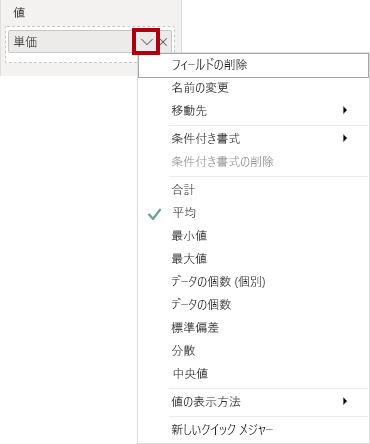 値
単価
フィールドの削除
名前の変更
移動先
条件付き書式
条件付き書式の削除
合計
平均
最小値
最大値
データの個数 (個別)
データの個数
標準偏差
分散
中央値
値の表示方法
新しいクイック メジャー